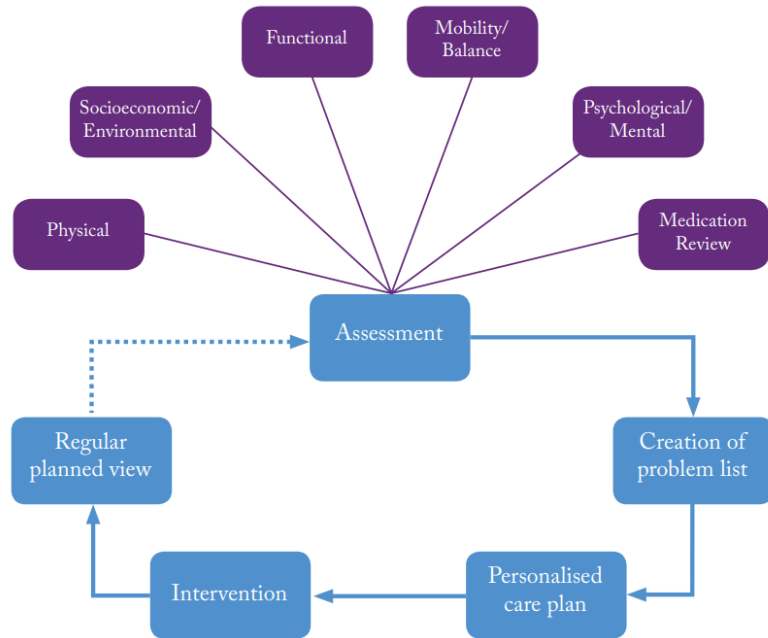 Functional
Mobility/
Balance
Socioeconomic/
Environmental
Psychological/
Mental
Physical
Medication
Review
Assessment
Regular
planned view
Creation of
problem list
Intervention
Personalised
care plan